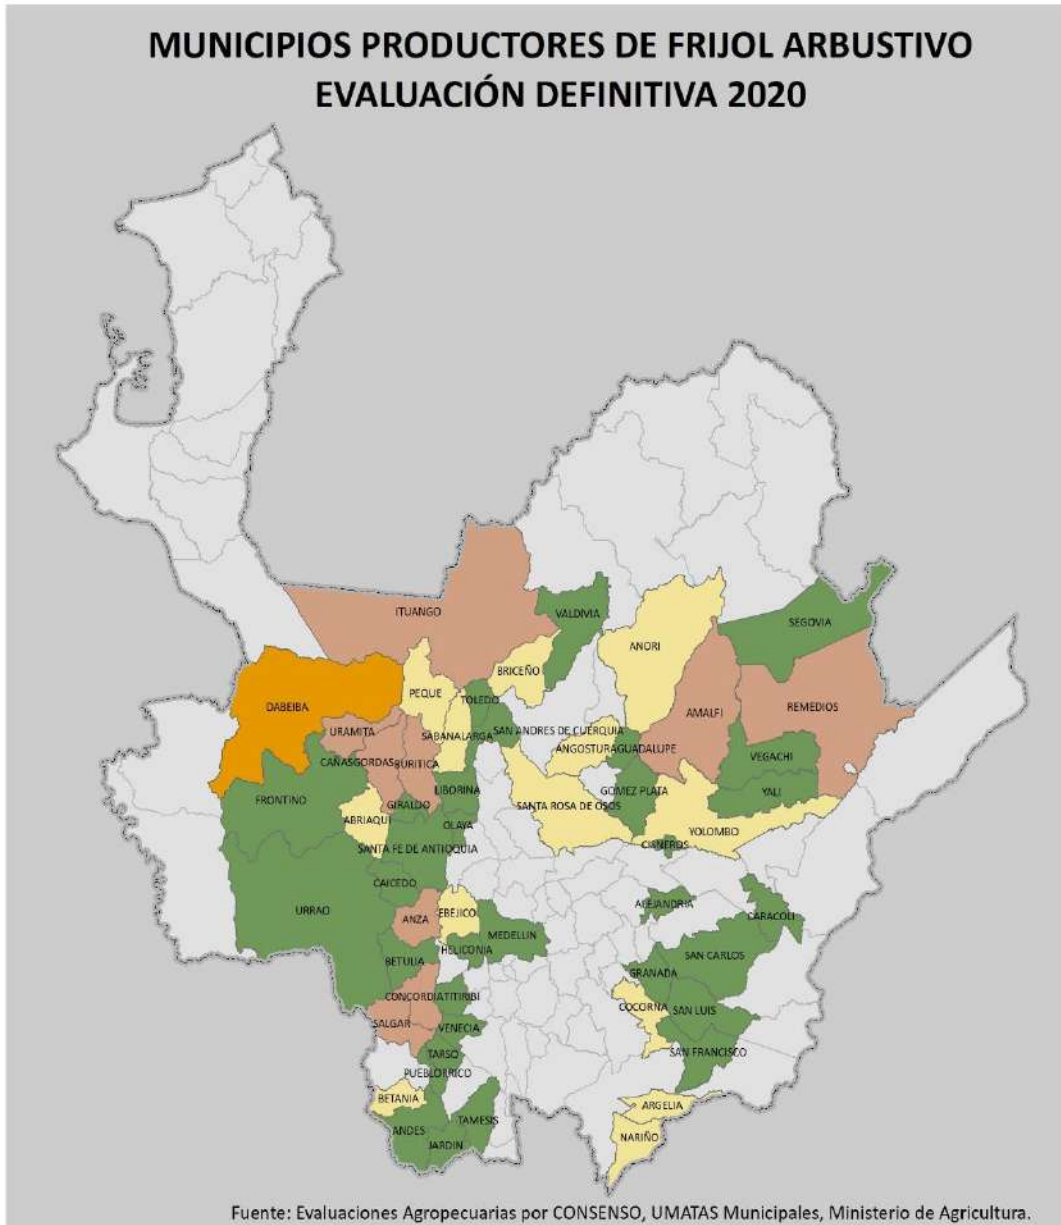 MUNICIPIOS PRODUCTORES DE FRIJOL ARBUSTIVO
EVALUACIÓN DEFINITIVA 2020
ITUANGO
VALDIVIA
SEGOVIA
ANORI
BRICEÑO
PEQUE
TOLEDO
DABEIBA
AMALFI
REMEDIOS
URAMITA
SABANALARGA
SAN ANDRES DE CUERQUIA
ANGOSTURA
GUADALUPE
VEGACHI
CAÑASGORDAS
BURITICA
LIBORINA
GOMEZ PLATA
YALI
FRONTINO
GIRALDO
SANTA ROSA DE OSOS
ABRIAQUI
OLAYA
YOLOMBO
SANTA FE DE ANTIOQUIA
CISNEROS
CAICEDO
URRAO
ANZA
EBEJICO
ALEJANDRIA
CARACOLI
MEDELLIN
HELICONIA
BETULIA
SAN CARLOS
GRANADA
CONCORDIA
TITIRIBI
COCORNA
SAN LUIS
SALGAR
VENECIA
TARSO
SAN FRANCISCO
PUEBLORRICO
BETANIA
ARGELIA
ANDES
TAMESIS
JARDIN
NARIÑO
Fuente: Evaluaciones Agropecuarias por CONSENSO, UMATAS Municipales, Ministerio de Agricultura.